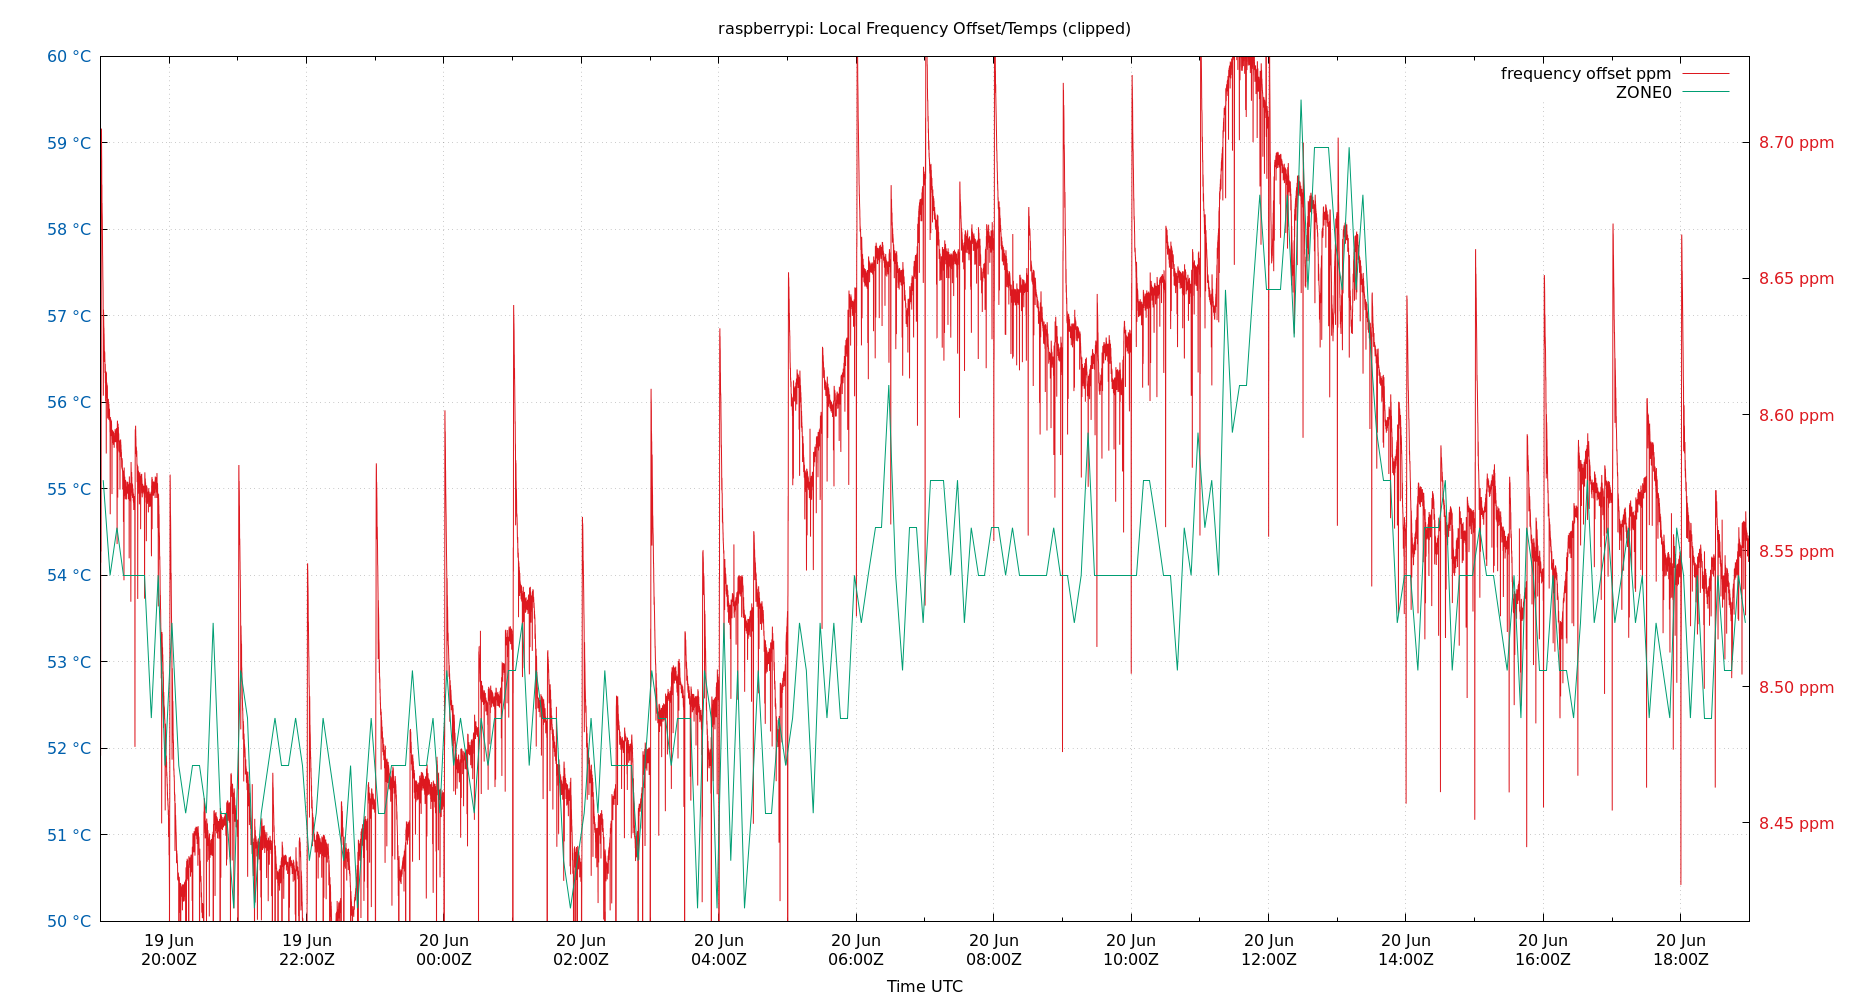 raspberrypi: Local Frequency Offset/Temps (clipped)
60 °C
59 °C
58 °C
57 °C
56 °C
55 °C
54 °C
53 °C
52 °C
51 °C
50 °C
frequency offset ppm
ZONE0
8.70 ppm
8.65 ppm
8.60 ppm
8.55 ppm
8.50 ppm
8.45 ppm
19 Jun
20:00Z
19 Jun
22:00Z
20 Jun
00:00Z
20 Jun
02:00Z
20 Jun
04:00Z
20 Jun
06:00Z
20 Jun
08:00Z
20 Jun
10:00Z
20 Jun
12:00Z
20 Jun
14:00Z
20 Jun
16:00Z
20 Jun
18:00Z
Time UTC